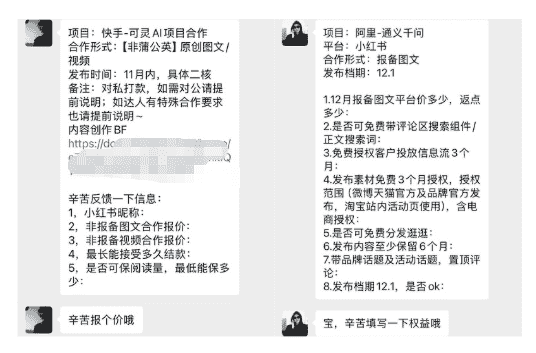 项目：快手-可灵AI项目合作
合作形式：【非蒲公英】原创图文/
视频
发布时间：11月内，具体二核
备注：对私打款，如需对公请提
前说明；如达人有特殊合作要求
也请提前说明~
内容创作BF
辛苦反馈一下信息：
1，小红书昵称：
2，非报备图文合作报价：
3，非报备视频合作报价：
4，最长能接受多久结款：
5，是否可保阅读量，最低能保多
少：
辛苦报个价哦
项目：阿里-通义千问
平台：小红书
合作形式：报备图文
发布档期：12.1
1.12月报备图文平台价多少，返点
多少：
2.是否可免费带评论区搜索组件/
正文搜索词：
3.免费授权客户投放信息流3个
月：
4.发布素材免费3个月授权，授权
范围（微博天猫官方及品牌官方发
布，淘宝站内活动页使用），含电
商授权：
5.是否可免费分发逛逛：
6.发布内容至少保留6个月：
7.带品牌话题及活动话题，置顶评
论：
8.发布档期12.1，是否ok：
宝，辛苦填写一下权益哦